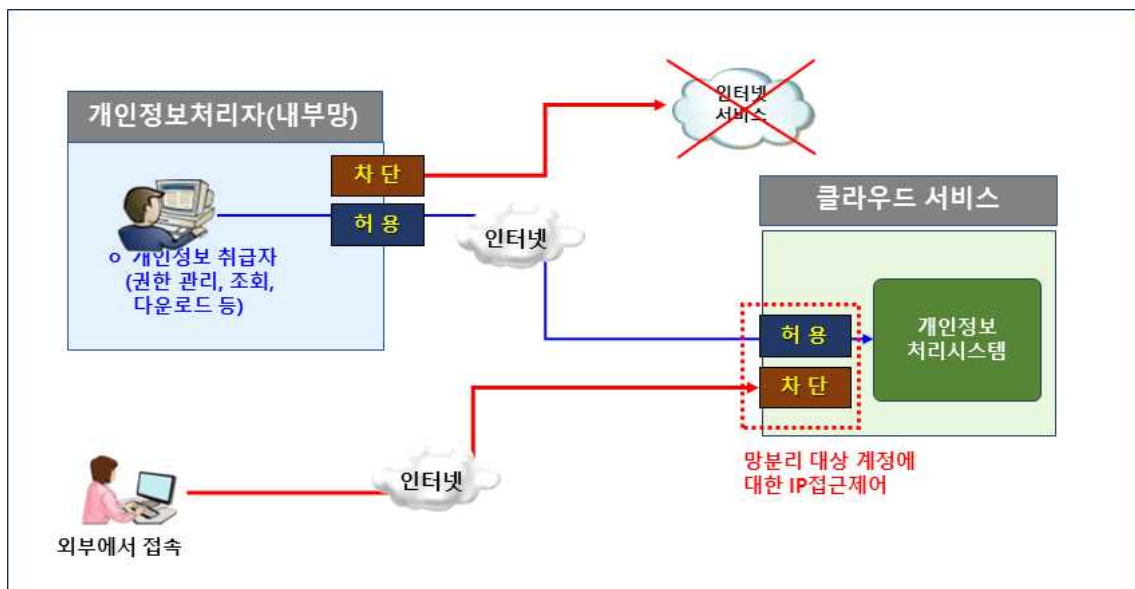 인터넷
서비스
개인정보처리자(내부망)
차 단
허 용
ㅇ 개인정보 취급자
(권한 관리, 조회,
다운로드 등)
인터넷
클라우드 서비스
허 용
차 단
개인정보
처리시스템
망분리 대상 계정에
대한 IP접근제어
인터넷
외부에서 접속